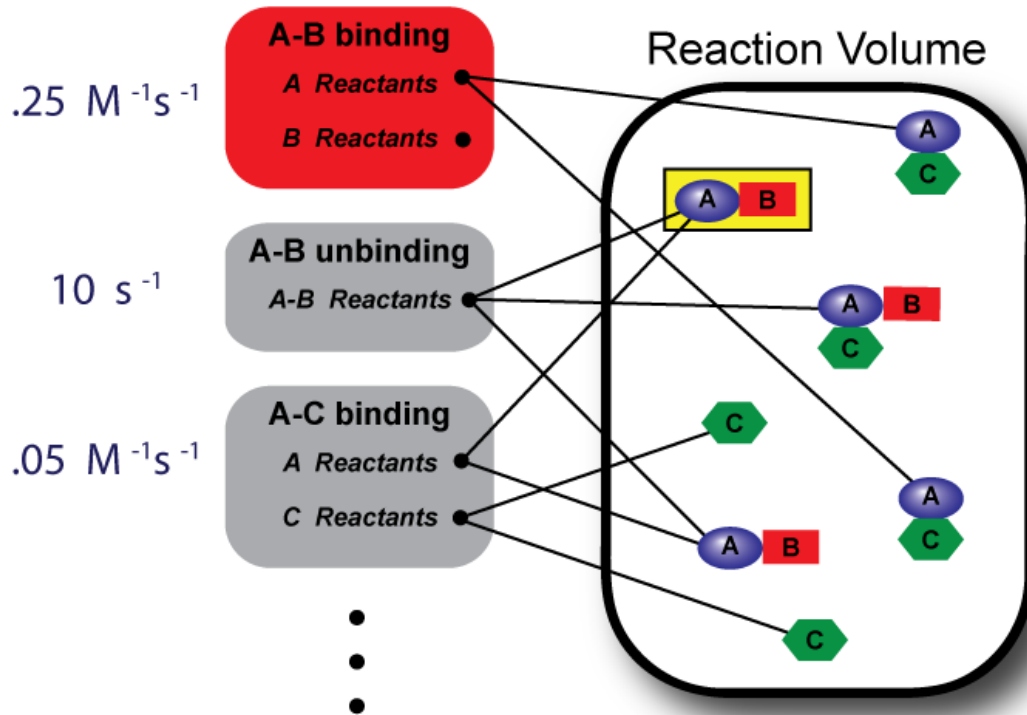 A-B binding
A Reactants
B Reactants
.25 M⁻¹s⁻¹
A-B unbinding
A-B Reactants
10 s⁻¹
A-C binding
A Reactants
C Reactants
.05 M⁻¹s⁻¹
Reaction Volume
A
C
A B
A B
C
C
A
C
A B
C